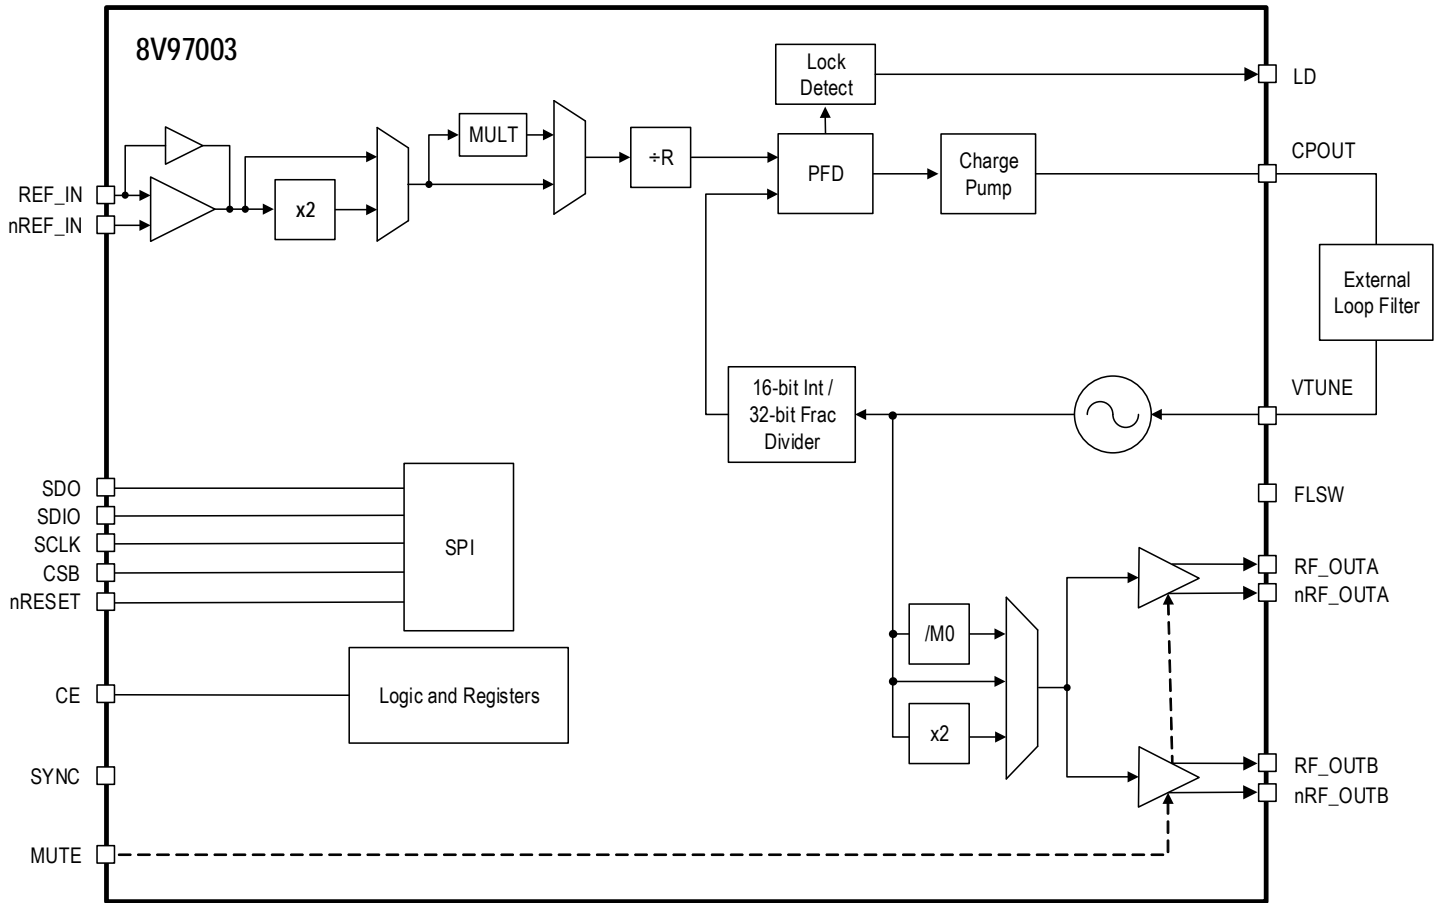 8V97003
Lock
Detect
LD
MULT
÷R
PFD
Charge
Pump
CPOUT
REF_IN
nREF_IN
x2
External
Loop Filter
16-bit Int /
32-bit Frac
Divider
VTUNE
SDO
SDIO
SCLK
CSB
nRESET
SPI
FLSW
RF_OUTA
nRF_OUTA
/M0
CE
Logic and Registers
x2
SYNC
RF_OUTB
nRF_OUTB
MUTE